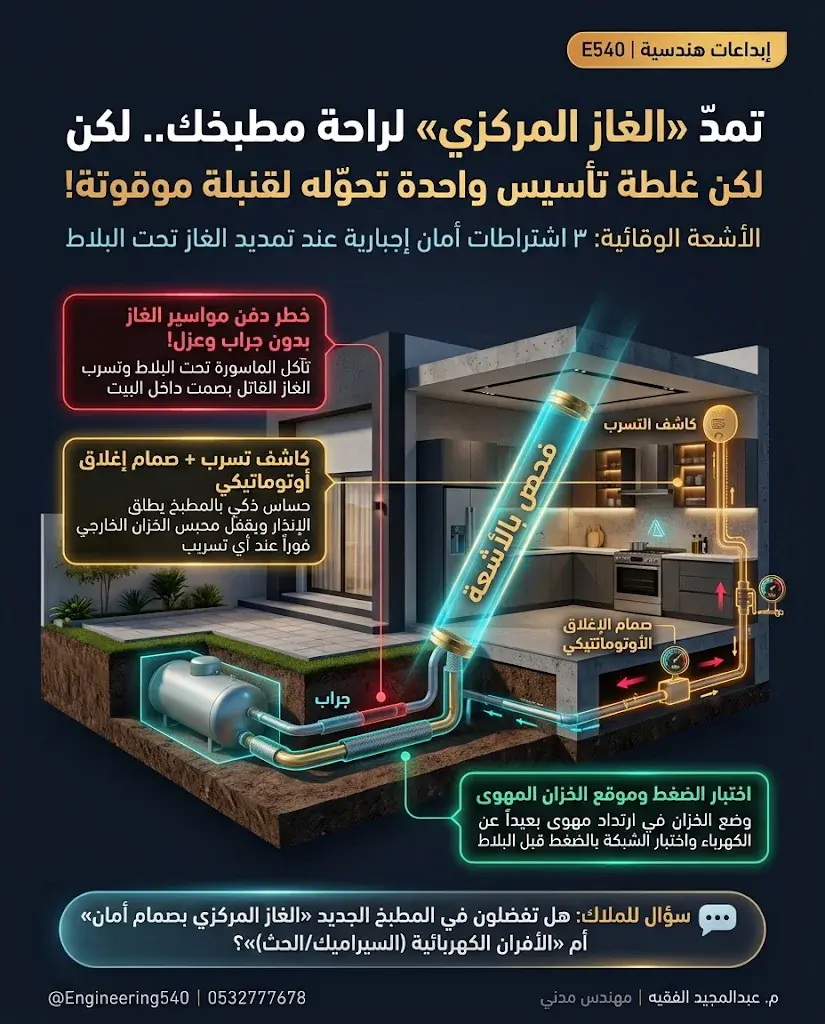 إبداعات هندسية | E540
تمدّ «الغاز المركزي» لراحة مطبخك.. لكن
لكن غلطة تأسيس واحدة تحوّله لقنبلة موقوتة!
الأشعة الوقائية: ٣ اشتراطات أمان إجبارية عند تمديد الغاز تحت البلاط
خطر دفن مواسير الغاز
بدون جراب وعزل!
تآكل الماسورة تحت البلاط وتسرب
الغاز القاتل بصمت داخل البيت
كاشف التسرب
كاشف تسرب + صمام إغلاق
أوتوماتيكي
حساس ذكي بالمطبخ يطلق
الإنذار ويقفل محبس الخزان الخارجي
فوراً عند أي تسريب
فحص بالأشعة
صمام الإغلاق
الأوتوماتتيكي
جراب
اختبار الضغط وموقع الخزان المهوى
وضع الخزان في ارتداد مهوى بعيداً عن
الكهرباء واختبار الشبكة بالضغط قبل البلاط
سؤال للملاك: هل تفضلون في المطبخ الجديد «الغاز المركزي بصمام أمان»
أم «الأفران الكهربائية (السيراميك/الحث)»؟
م. عبدالمجيد الفقيه | مهندس مدني
0532777678 | @Engineering540